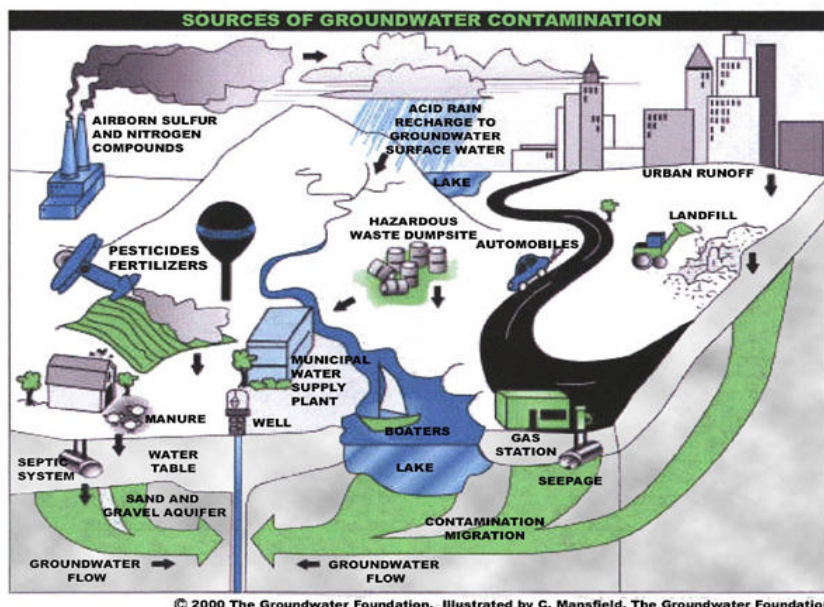 SOURCES OF GROUNDWATER CONTAMINATION
AIRBORN SULFUR
AND NITROGEN
COMPOUNDS
ACID RAIN
RECHARGE TO
GROUNDWATER
SURFACE WATER
LAKE
URBAN RUNOFF
PESTICIDES
FERTILIZERS
HAZARDOUS
WASTE DUMPSITE
AUTOMOBILES
LANDFILL
MUNICIPAL
WATER
SUPPLY
PLANT
MANURE
WELL
BOATERS
GAS
STATION
SEPTIC
SYSTEM
WATER
TABLE
LAKE
SEEPAGE
SAND AND
GRAVEL AQUIFER
CONTAMINATION
MIGRATION
GROUNDWATER
FLOW
GROUNDWATER
FLOW
© 2000 The Groundwater Foundation. Illustrated by C. Mansfield, The Groundwater Foundation